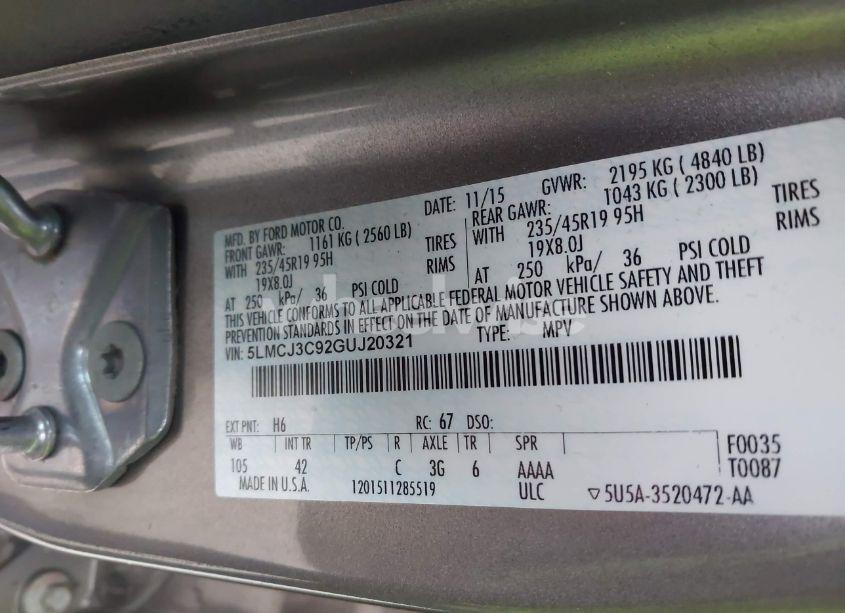 MFD. BY FORD MOTOR CO. DATE: 11/15 GVWR: 2195 KG ( 4840 LB)
FRONT GAWR: 1161 KG ( 2560 LB) REAR GAWR: 1043 KG ( 2300 LB)
WITH 235/45R19 95H TIRES WITH 235/45R19 95H TIRES
19X8.0J RIMS 19X8.0J RIMS
AT 250 kPa/ 36 PSI COLD AT 250 kPa/ 36 PSI COLD
THIS VEHICLE CONFORMS TO ALL APPLICABLE FEDERAL MOTOR VEHICLE SAFETY AND THEFT
PREVENTION STANDARDS IN EFFECT ON THE DATE OF MANUFACTURE SHOWN ABOVE.
VIN: 5LMCJ3C92GUJ20321 TYPE: MPV
EXT PNT: H6 RC: 67 DSO:
WB INT TR TP/PS R AXLE TR SPR F0035
105 42 C 3G 6 AAAA T0087
MADE IN U.S.A. 1201511285519 ULC ▽5U5A-3520472-AA